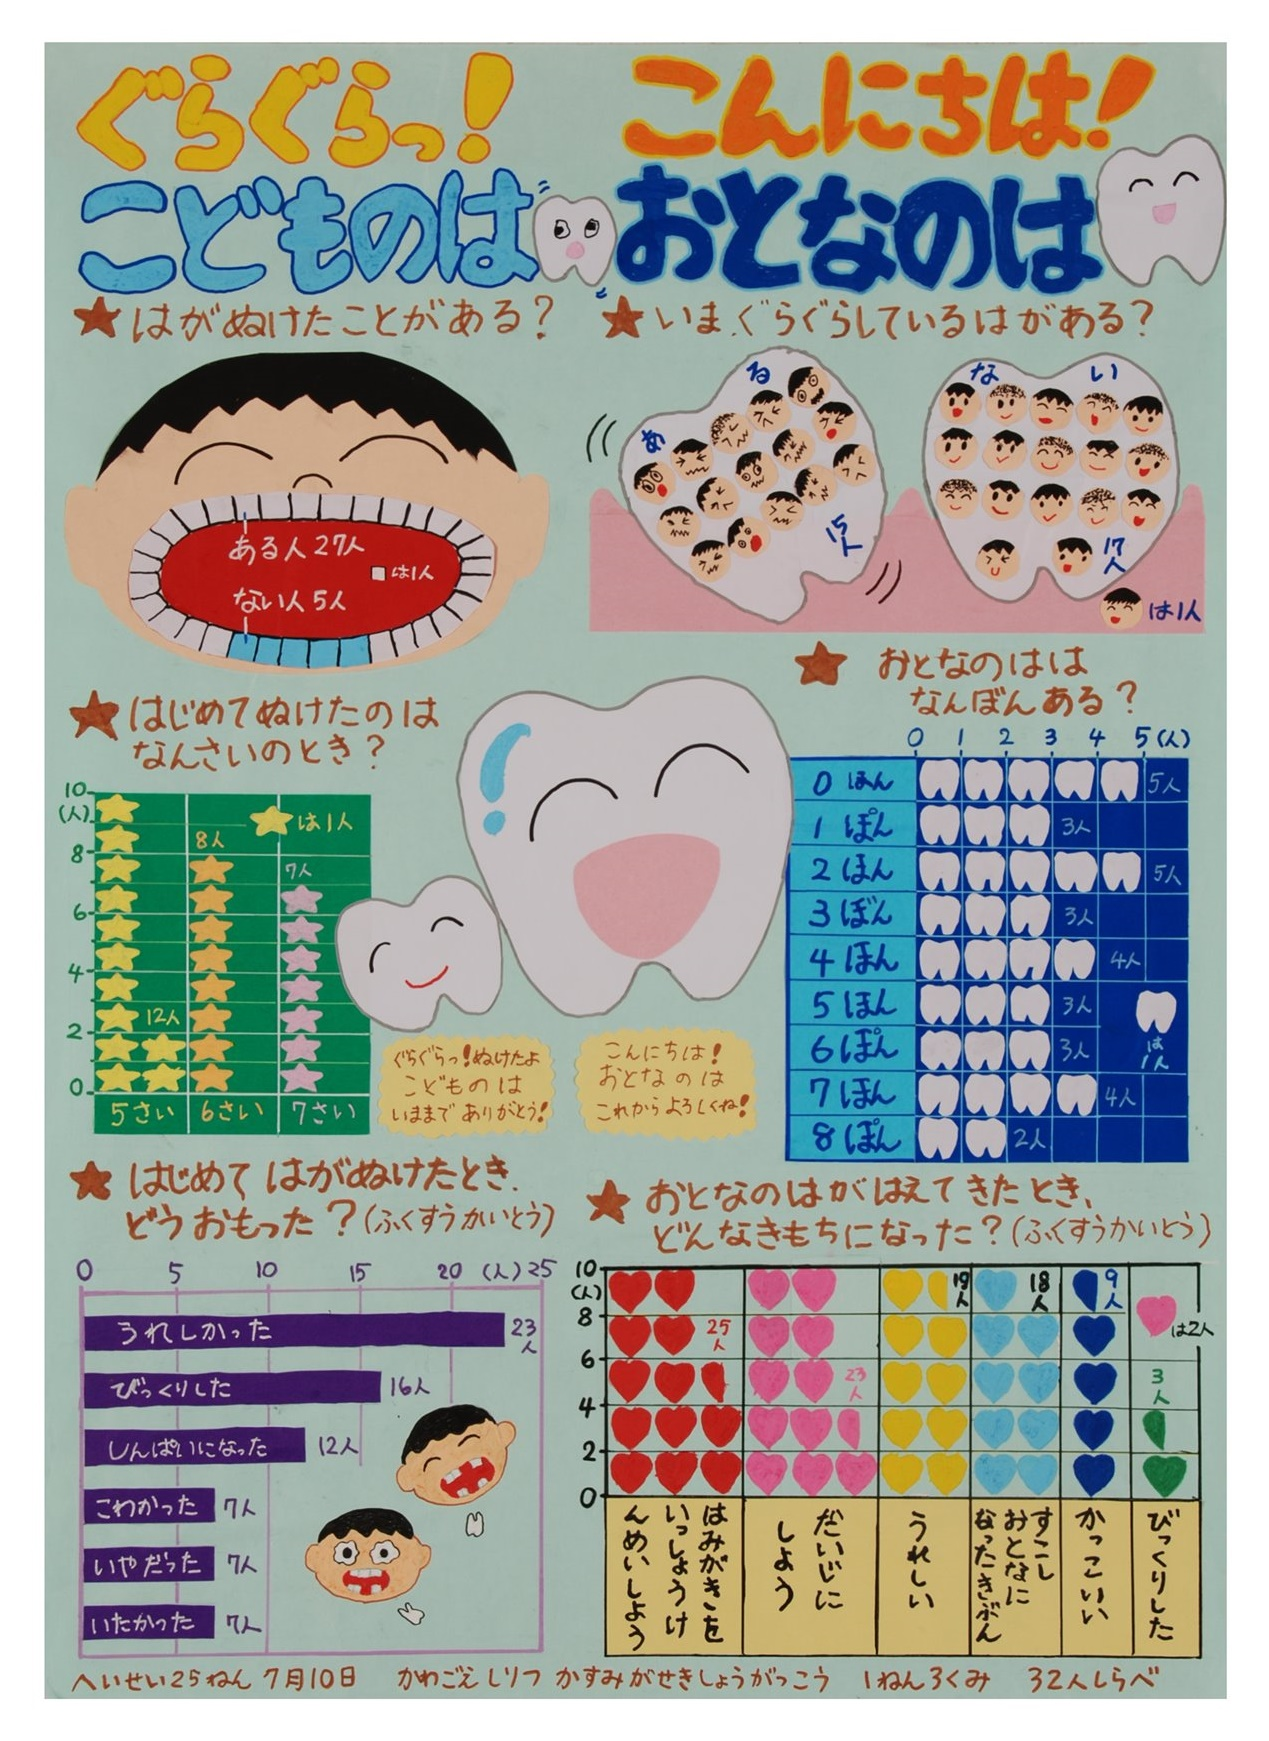 ぐらぐらっ!
こどものは
こんにちは!
おとなのは
★はがぬけたことがある?
ある人27人
□は1人
ない人5人
★いま、ぐらぐらしているはがある?
ある
15人
ない
17人
は1人
★はじめてぬけたのは
なんさいのとき?
10
(人)
8
6
4
2
0
は1人
8人
7人
12人
5さい
6さい
7さい
ぐらぐらっ!ぬけたよ
こどものは
いままでありがとう!
こんにちは!
おとなのは
これからよろしくね!
★おとなのはは
なんぼんある?
0 1 2 3 4 5(人)
0ほん 5人
1ぽん 3人
2ほん 5人
3ぼん 3人
4ほん 4人
5ほん 3人
6ぽん 3人
7ほん 4人
8ぽん 2人
は1人
★はじめてはがぬけたとき、
どうおもった?(ふくすうかいとう)
0 5 10 15 20 (人)25
うれしかった 23人
びっくりした 16人
しんぱいになった 12人
こわかった 7人
いやだった 7人
いたかった 7人
★おとなのはがはえてきたとき、
どんなきもちになった?(ふくすうかいとう)
10
(人)
8
6
4
2
0
25人
23人
19人
18人
9人
3人
は2人
はみがきを
いっしょうけ
んめいしよう
だいじに
しよう
うれしい
すこし
おとなに
なったきぶん
かっこいい
びっくりした
へいせい25ねん 7月10日 かわごえしりつ かすみがせきしょうがっこう 1ねん3くみ 32人しらべ